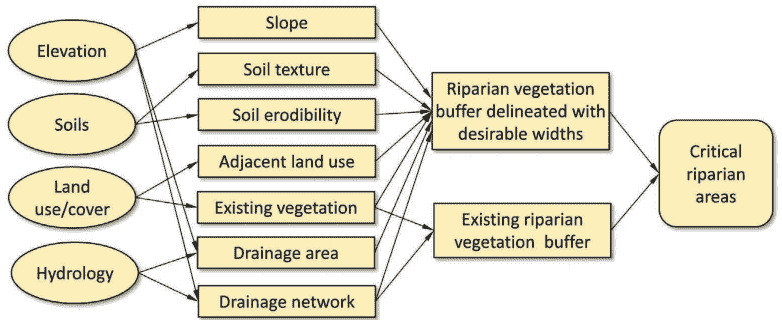 Elevation
Soils
Land
use/cover
Hydrology
Slope
Soil texture
Soil erodibility
Adjacent land use
Existing vegetation
Drainage area
Drainage network
Riparian vegetation
buffer delineated with
desirable widths
Existing riparian
vegetation buffer
Critical
riparian
areas